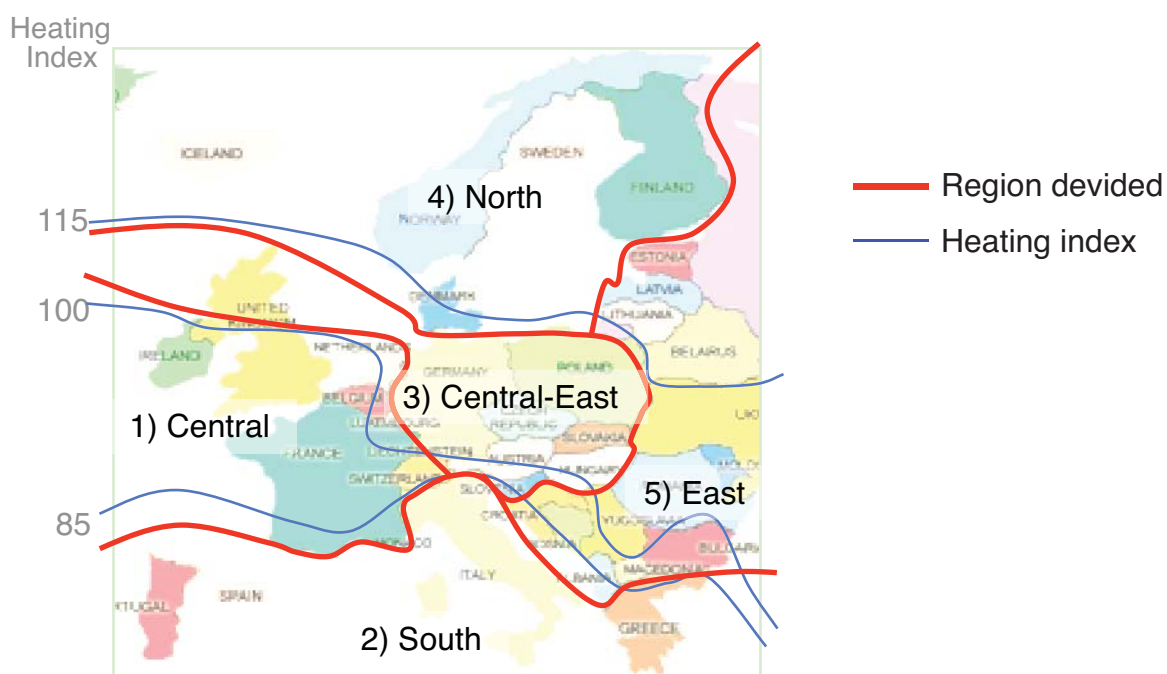 Heating
Index
ICELAND
SWEDEN
4) North
FINLAND
NORWAY
Region devided
Heating index
115
ESTONIA
LATVIA
DENMARK
100
UNITED
KINGDOM
LITHUANIA
IRELAND
NETHERLANDS
BELARUS
GERMANY
POLAND
BELGIUM
3) Central-East
CZECH
REPUBLIC
LUXEMBOURG
1) Central
SLOVAKIA
FRANCE
LIECHTENSTEIN
AUSTRIA
HUNGARY
SWITZERLAND
SLOVENIA
5) East
CROATIA
YUGOSLAVIA
85
MONACO
BULGARI
MACEDONIA
ITALY
ALBANIA
SPAIN
RTUGAL
GREECE
2) South